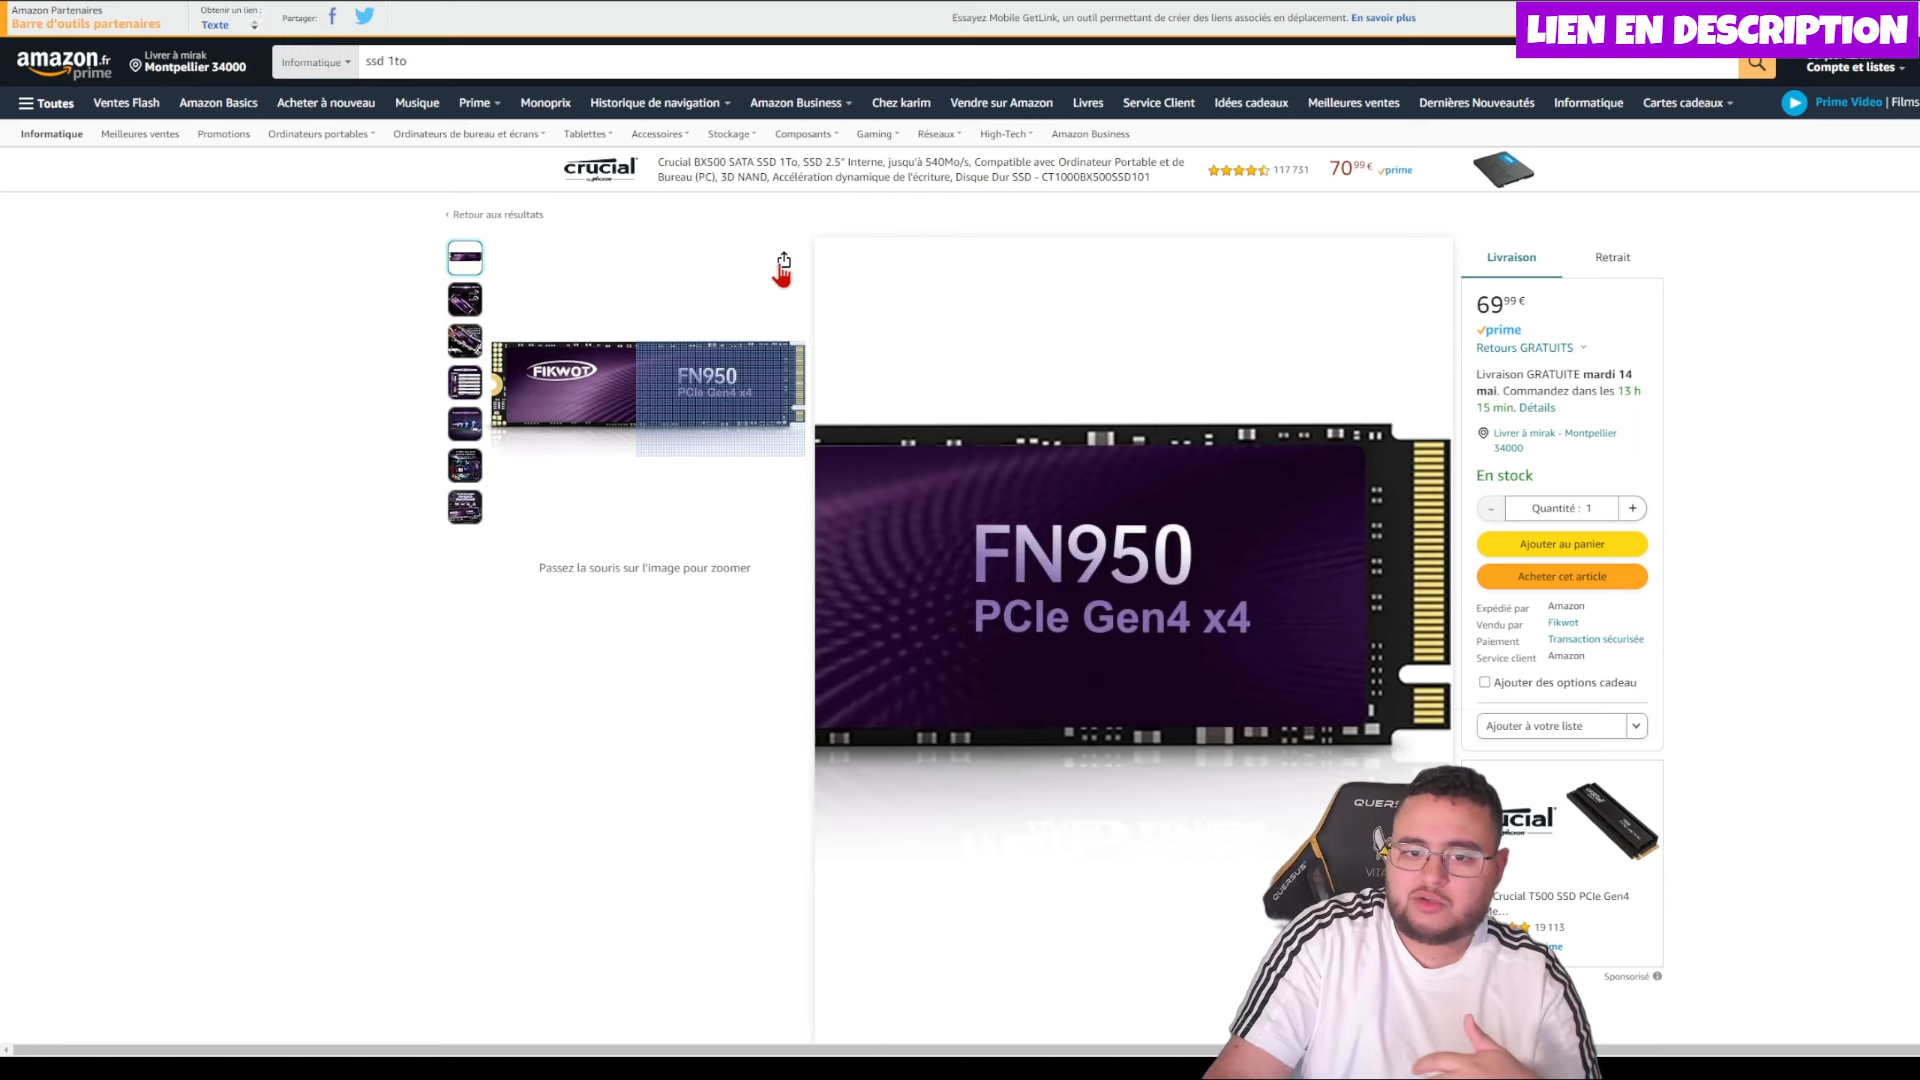 Amazon Partenaires
Barre d'outils partenaires
Obtenir un lien :
Texte
Partager:
Essayez Mobile GetLink, un outil permettant de créer des liens associés en déplacement. En savoir plus
LIEN EN DESCRIPTION
amazon.fr
prime
Livrer à mirak
Montpellier 34000
Informatique
ssd 1to
Compte et listes
Toutes
Ventes Flash
Amazon Basics
Acheter à nouveau
Musique
Prime
Monoprix
Historique de navigation
Amazon Business
Chez karim
Vendre sur Amazon
Livres
Service Client
Idées cadeaux
Meilleures ventes
Dernières Nouveautés
Informatique
Cartes cadeaux
Prime Video | Films
Informatique
Meilleures ventes
Promotions
Ordinateurs portables
Ordinateurs de bureau et écrans
Tablettes
Accessoires
Stockage
Composants
Gaming
Réseaux
High-Tech
Amazon Business
crucial
Crucial BX500 SATA SSD 1To, SSD 2.5" Interne, jusqu'à 540Mo/s, Compatible avec Ordinateur Portable et de
Bureau (PC), 3D NAND, Accélération dynamique de l'écriture, Disque Dur SSD - CT1000BX500SSD101
117 731
70,99 €
prime
‹ Retour aux résultats
FIKWOT
FN950
PCIe Gen4 x4
Passez la souris sur l'image pour zoomer
FN950
PCIe Gen4 x4
Livraison
Retrait
69,99 €
prime
Retours GRATUITS
Livraison GRATUITE mardi 14
mai. Commandez dans les 13 h
15 min. Détails
Livrer à mirak - Montpellier
34000
En stock
-
Quantité : 1
+
Ajouter au panier
Acheter cet article
Expédié par
Amazon
Vendu par
Fikwot
Paiement
Transaction sécurisée
Service client
Amazon
Ajouter des options cadeau
Ajouter à votre liste
QUERS
QUERSUS
VITA
ucial
Crucial T500 SSD PCIe Gen4
19 113
Sponsorisé